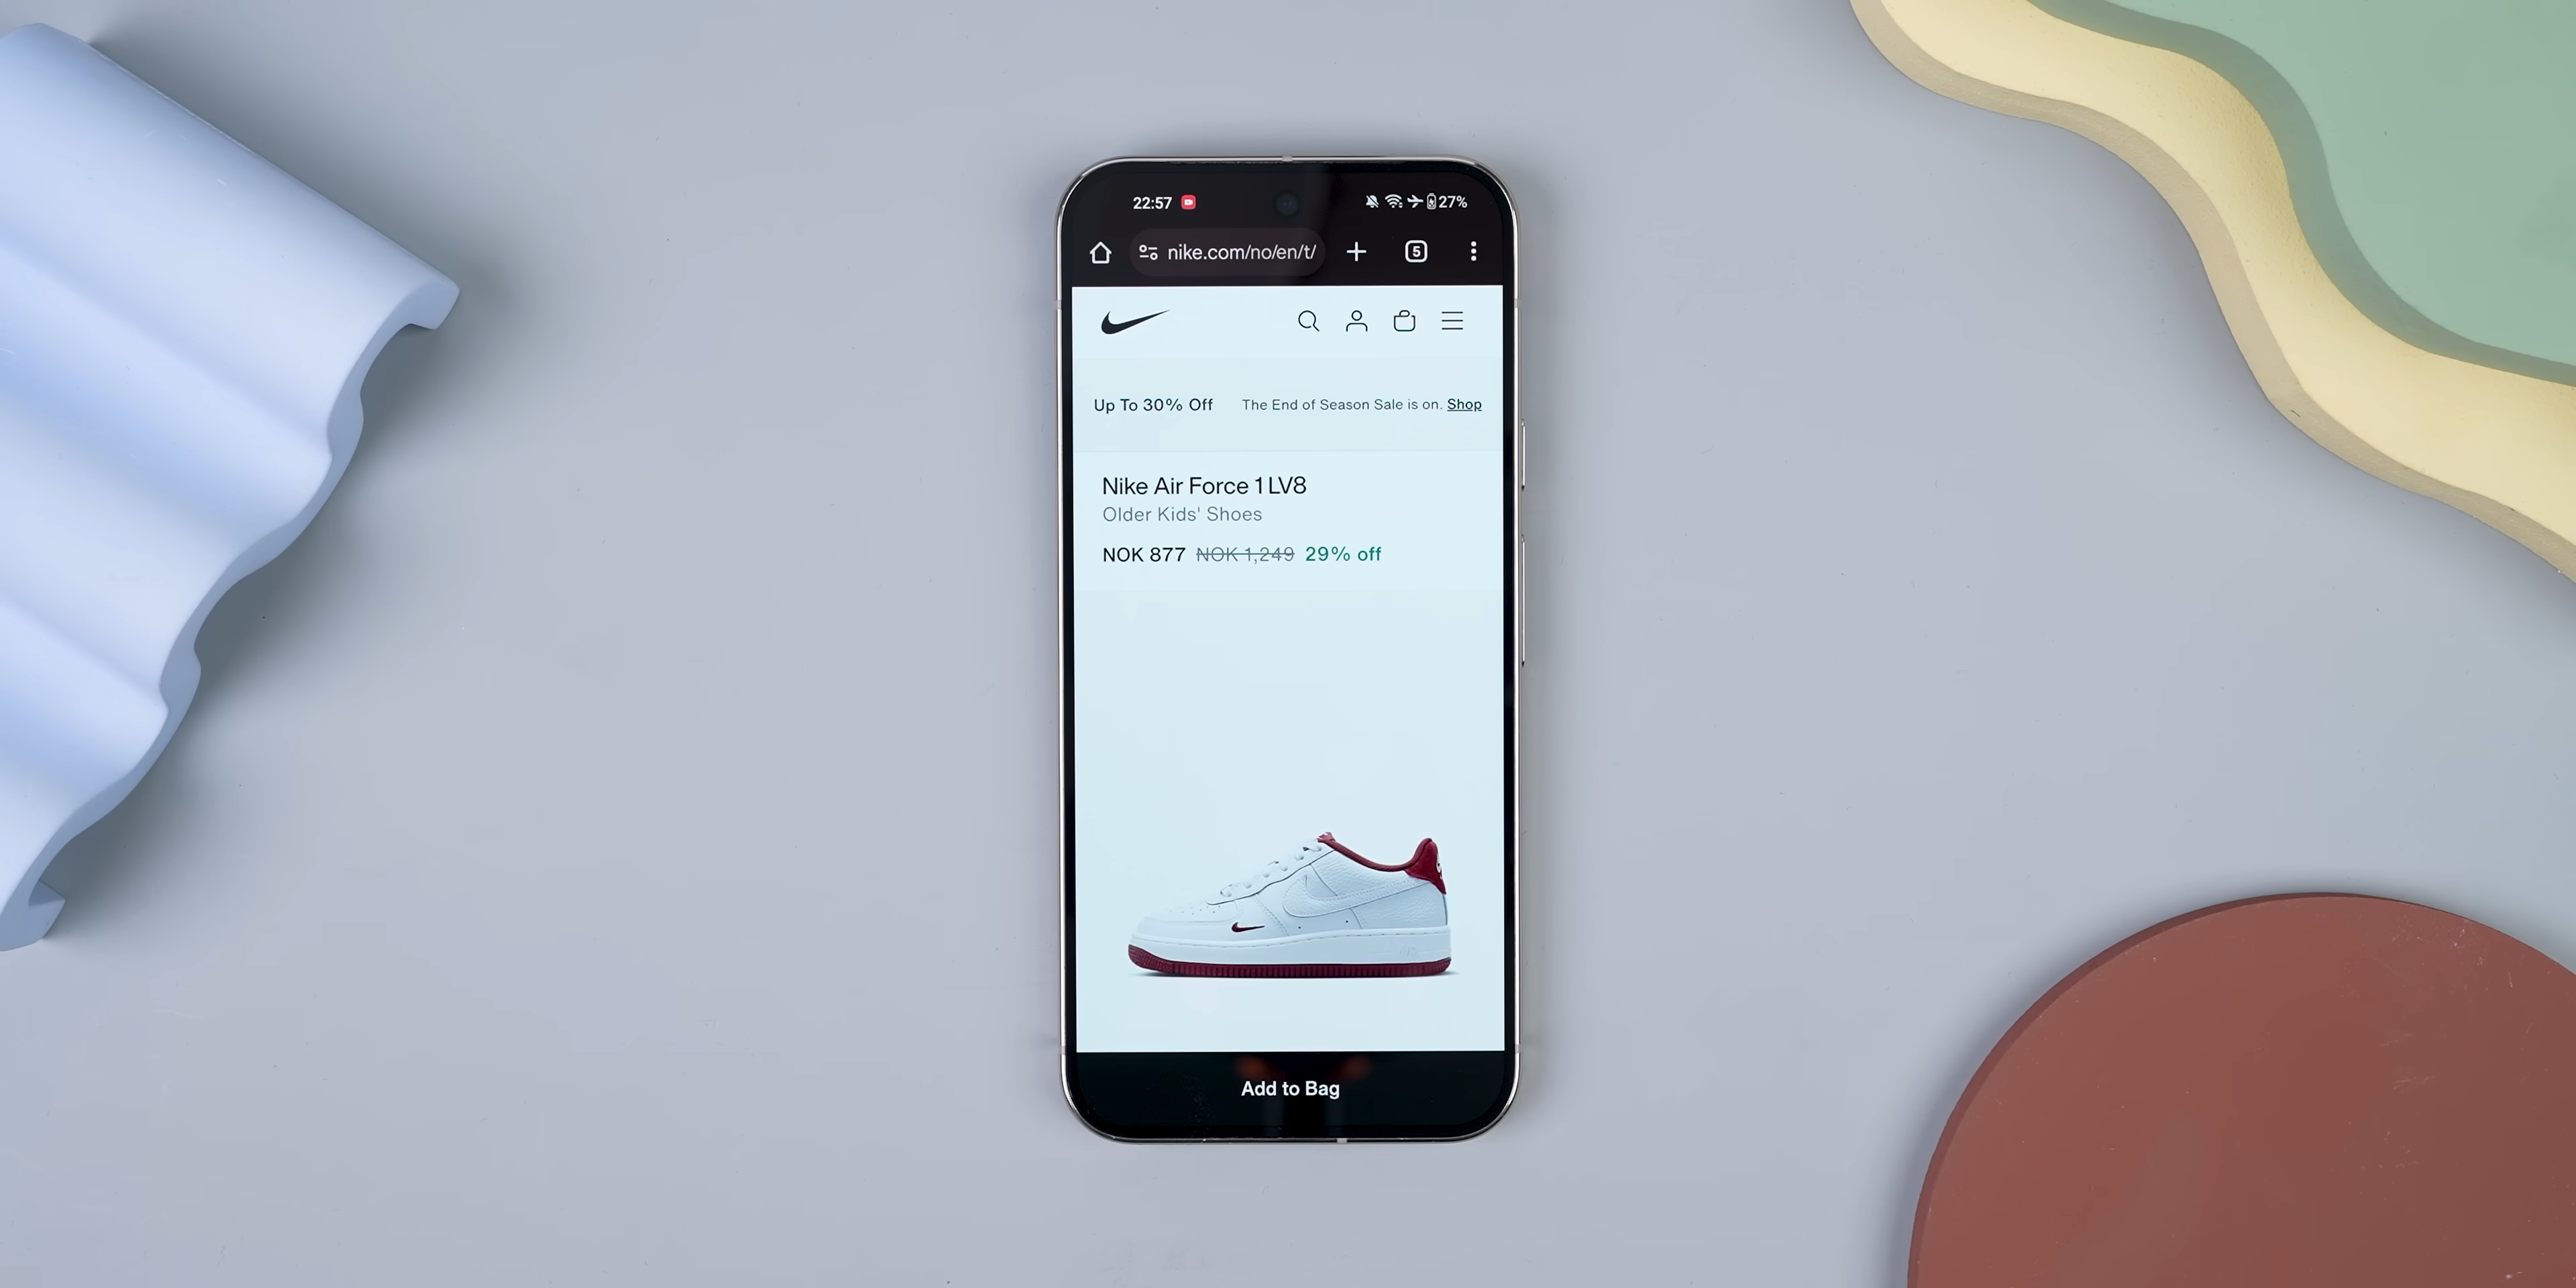 22:57 27%
nike.com/no/en/t/ 5
Up To 30% Off The End of Season Sale is on. Shop
Nike Air Force 1 LV8
Older Kids' Shoes
NOK 877 NOK 1,249 29% off
Add to Bag